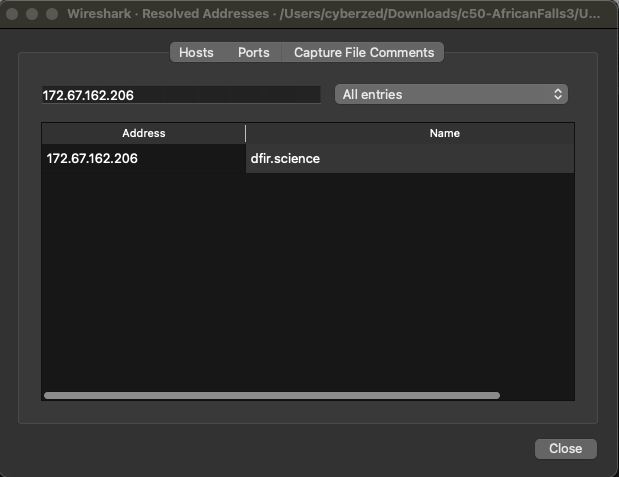 Wireshark · Resolved Addresses · /Users/cyberzed/Downloads/c50-AfricanFalls3/U...
Hosts Ports Capture File Comments
172.67.162.206 All entries
Address Name
172.67.162.206 dfir.science
Close